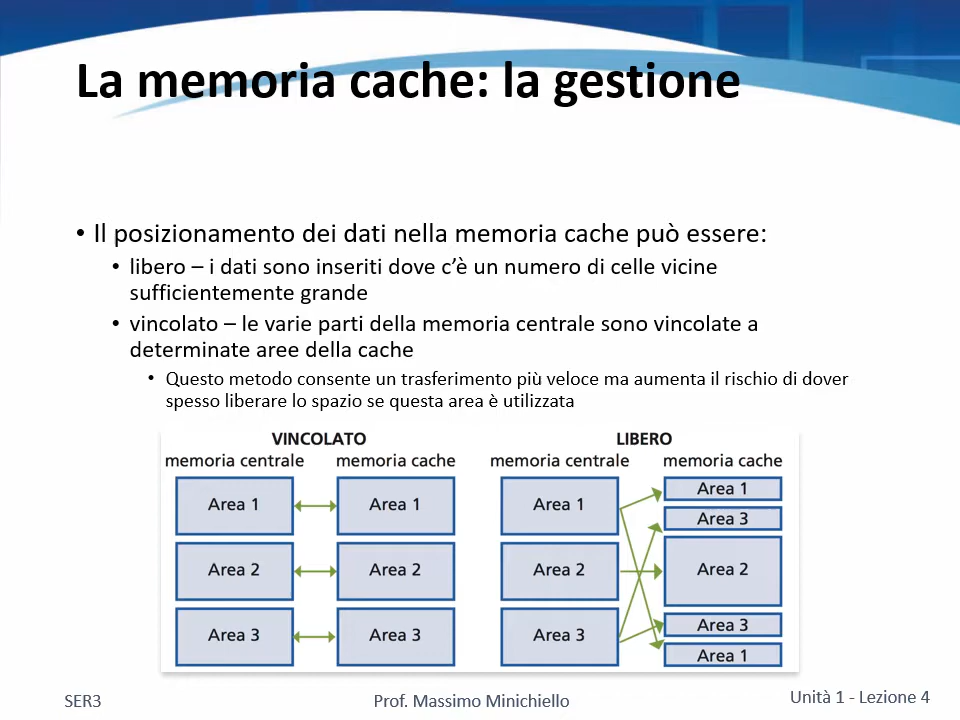 La memoria cache: la gestione
• Il posizionamento dei dati nella memoria cache può essere:
• libero – i dati sono inseriti dove c'è un numero di celle vicine
sufficientemente grande
• vincolato – le varie parti della memoria centrale sono vincolate a
determinate aree della cache
• Questo metodo consente un trasferimento più veloce ma aumenta il rischio di dover
spesso liberare lo spazio se questa area è utilizzata
VINCOLATO
memoria centrale memoria cache
Area 1 Area 1
Area 2 Area 2
Area 3 Area 3
LIBERO
memoria centrale memoria cache
Area 1
Area 2
Area 3
Area 1
Area 3
Area 2
Area 3
Area 1
SER3 Prof. Massimo Minichiello Unità 1 - Lezione 4